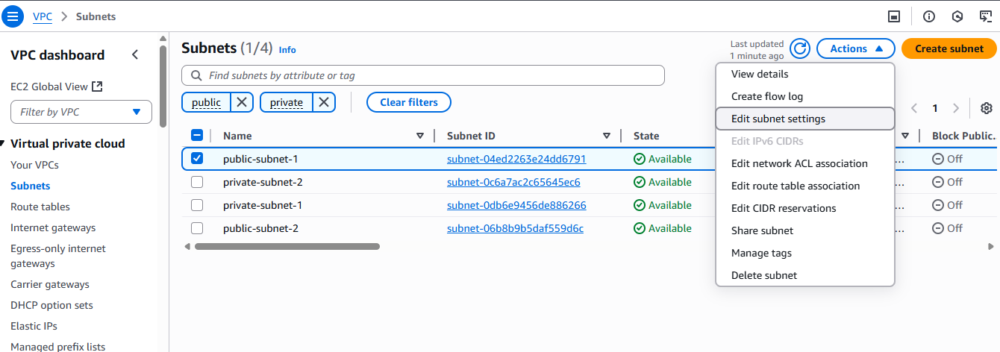 VPC > Subnets
VPC dashboard
EC2 Global View
Filter by VPC
Virtual private cloud
Your VPCs
Subnets
Route tables
Internet gateways
Egress-only internet
gateways
Carrier gateways
DHCP option sets
Elastic IPs
Managed prefix lists
Subnets (1/4) Info
Last updated
1 minute ago
Actions
Create subnet
Find subnets by attribute or tag
public
private
Clear filters
1
View details
Create flow log
Edit subnet settings
Edit IPv6 CIDRs
Edit network ACL association
Edit route table association
Edit CIDR reservations
Share subnet
Manage tags
Delete subnet
Name Subnet ID State Block Public...
public-subnet-1 subnet-04ed2263e24dd6791 Available ... Off
private-subnet-2 subnet-0c6a7ac2c65645ec6 Available ... Off
private-subnet-1 subnet-0db6e9456de886266 Available ... Off
public-subnet-2 subnet-06b8b9b5daf559d6c Available ... Off